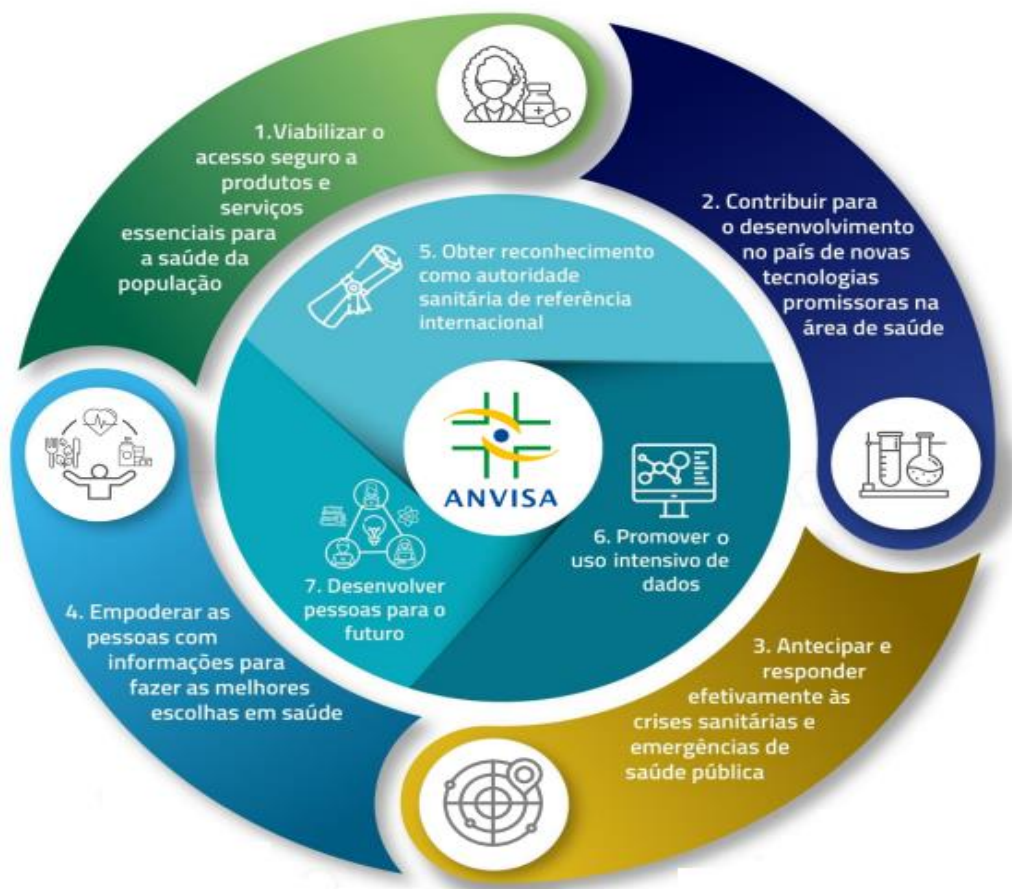 1.Viabilizar o
acesso seguro a
produtos e
serviços
essenciais para
a saúde da
população
2. Contribuir para
o desenvolvimento
no país de novas
tecnologias
promissoras na
área de saúde
3. Antecipar e
responder
efetivamente às
crises sanitárias e
emergências de
saúde pública
4. Empoderar as
pessoas com
informações para
fazer as melhores
escolhas em saúde
5. Obter reconhecimento
como autoridade
sanitária de referência
internacional
6. Promover o
uso intensivo de
dados
7. Desenvolver
pessoas para o
futuro
ANVISA